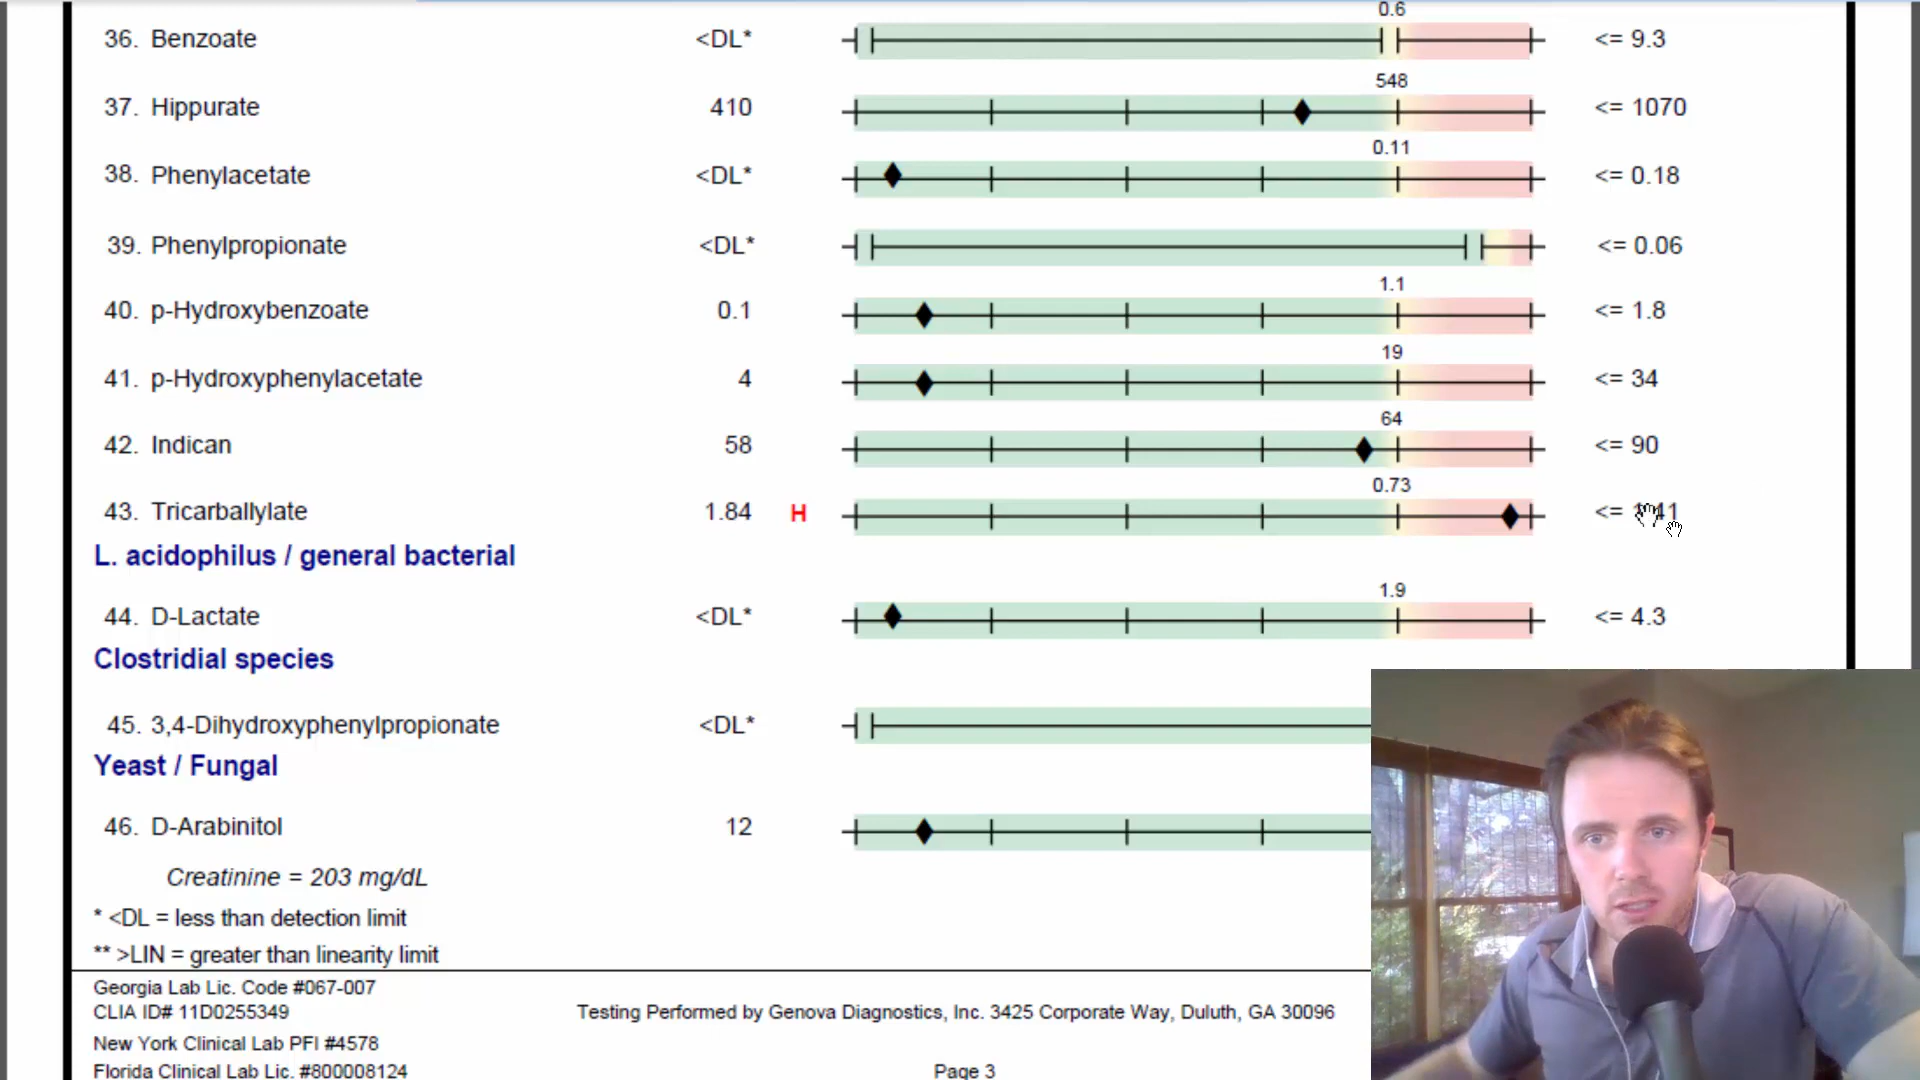 0.6
36. Benzoate <DL* <= 9.3
548
37. Hippurate 410 <= 1070
0.11
38. Phenylacetate <DL* <= 0.18
39. Phenylpropionate <DL* <= 0.06
1.1
40. p-Hydroxybenzoate 0.1 <= 1.8
19
41. p-Hydroxyphenylacetate 4 <= 34
64
42. Indican 58 <= 90
0.73
43. Tricarballylate 1.84 H <=
L. acidophilus / general bacterial
1.9
44. D-Lactate <DL* <= 4.3
Clostridial species
45. 3,4-Dihydroxyphenylpropionate <DL*
Yeast / Fungal
46. D-Arabinitol 12
Creatinine = 203 mg/dL
* <DL = less than detection limit
** >LIN = greater than linearity limit
Georgia Lab Lic. Code #067-007
CLIA ID# 11D0255349
Testing Performed by Genova Diagnostics, Inc. 3425 Corporate Way, Duluth, GA 30096
New York Clinical Lab PFI #4578
Florida Clinical Lab Lic. #800008124
Page 3